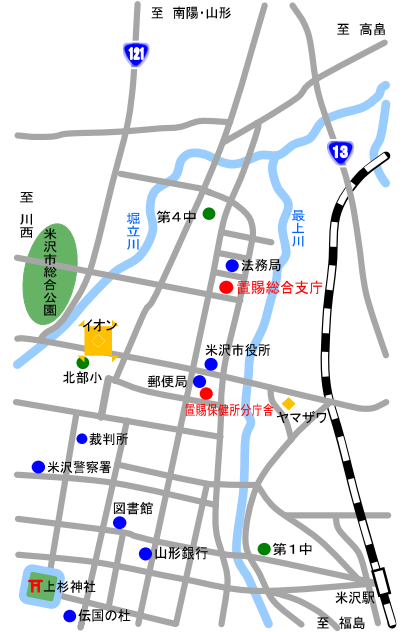 至 南陽・山形
至 高畠
121
13
至 川西
米沢市総合公園
堀立川
第4中
最上川
法務局
置賜総合支庁
イオン
米沢市役所
北部小
郵便局
置賜保健所分庁舎
ヤマザワ
裁判所
米沢警察署
図書館
山形銀行
第1中
上杉神社
米沢駅
伝国の杜
至 福島